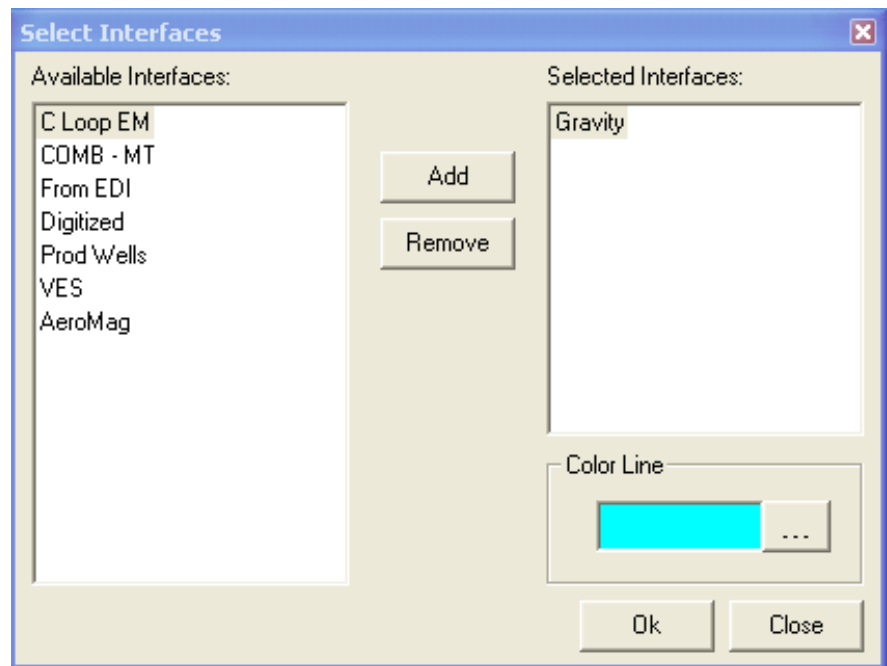 Select Interfaces
Available Interfaces:
C Loop EM
COMB - MT
From EDI
Digitized
Prod Wells
VES
AeroMag
Add
Remove
Selected Interfaces:
Gravity
Color Line
...
Ok
Close